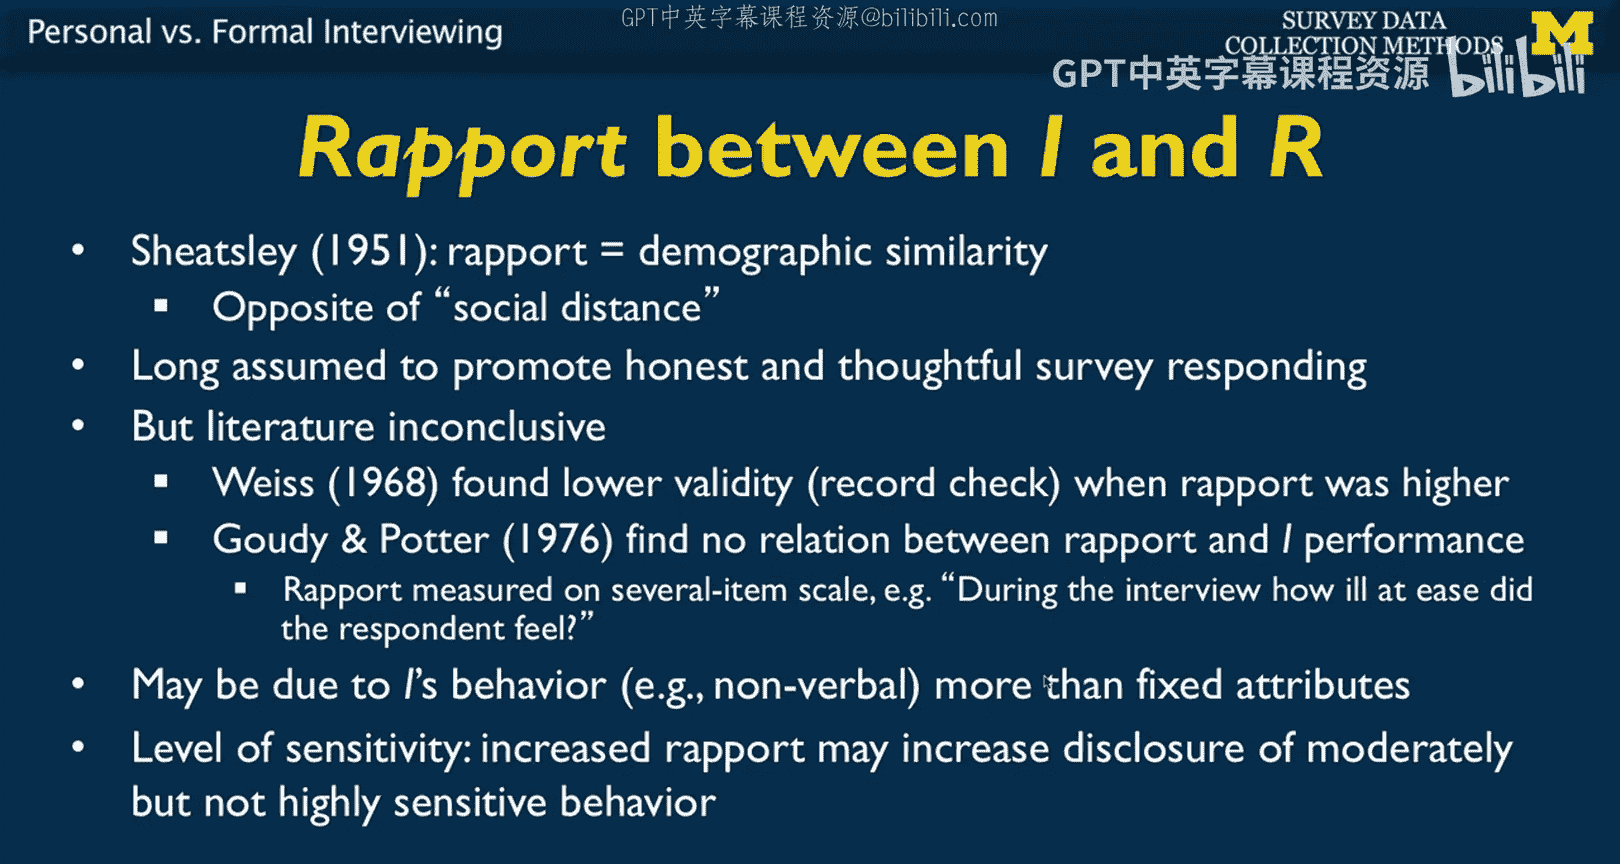 Personal vs. Formal Interviewing
GPT中英字幕课程资源@bilibili.com
SURVEY DATA
COLLECTION METHODS
GPT中英字幕课程资源 bilibili
Rapport between I and R
• Sheatsley (1951): rapport = demographic similarity
▪ Opposite of “social distance”
• Long assumed to promote honest and thoughtful survey responding
• But literature inconclusive
▪ Weiss (1968) found lower validity (record check) when rapport was higher
▪ Goudy & Potter (1976) find no relation between rapport and I performance
▪ Rapport measured on several-item scale, e.g. “During the interview how ill at ease did
the respondent feel?”
• May be due to I’s behavior (e.g., non-verbal) more than fixed attributes
• Level of sensitivity: increased rapport may increase disclosure of moderately
but not highly sensitive behavior